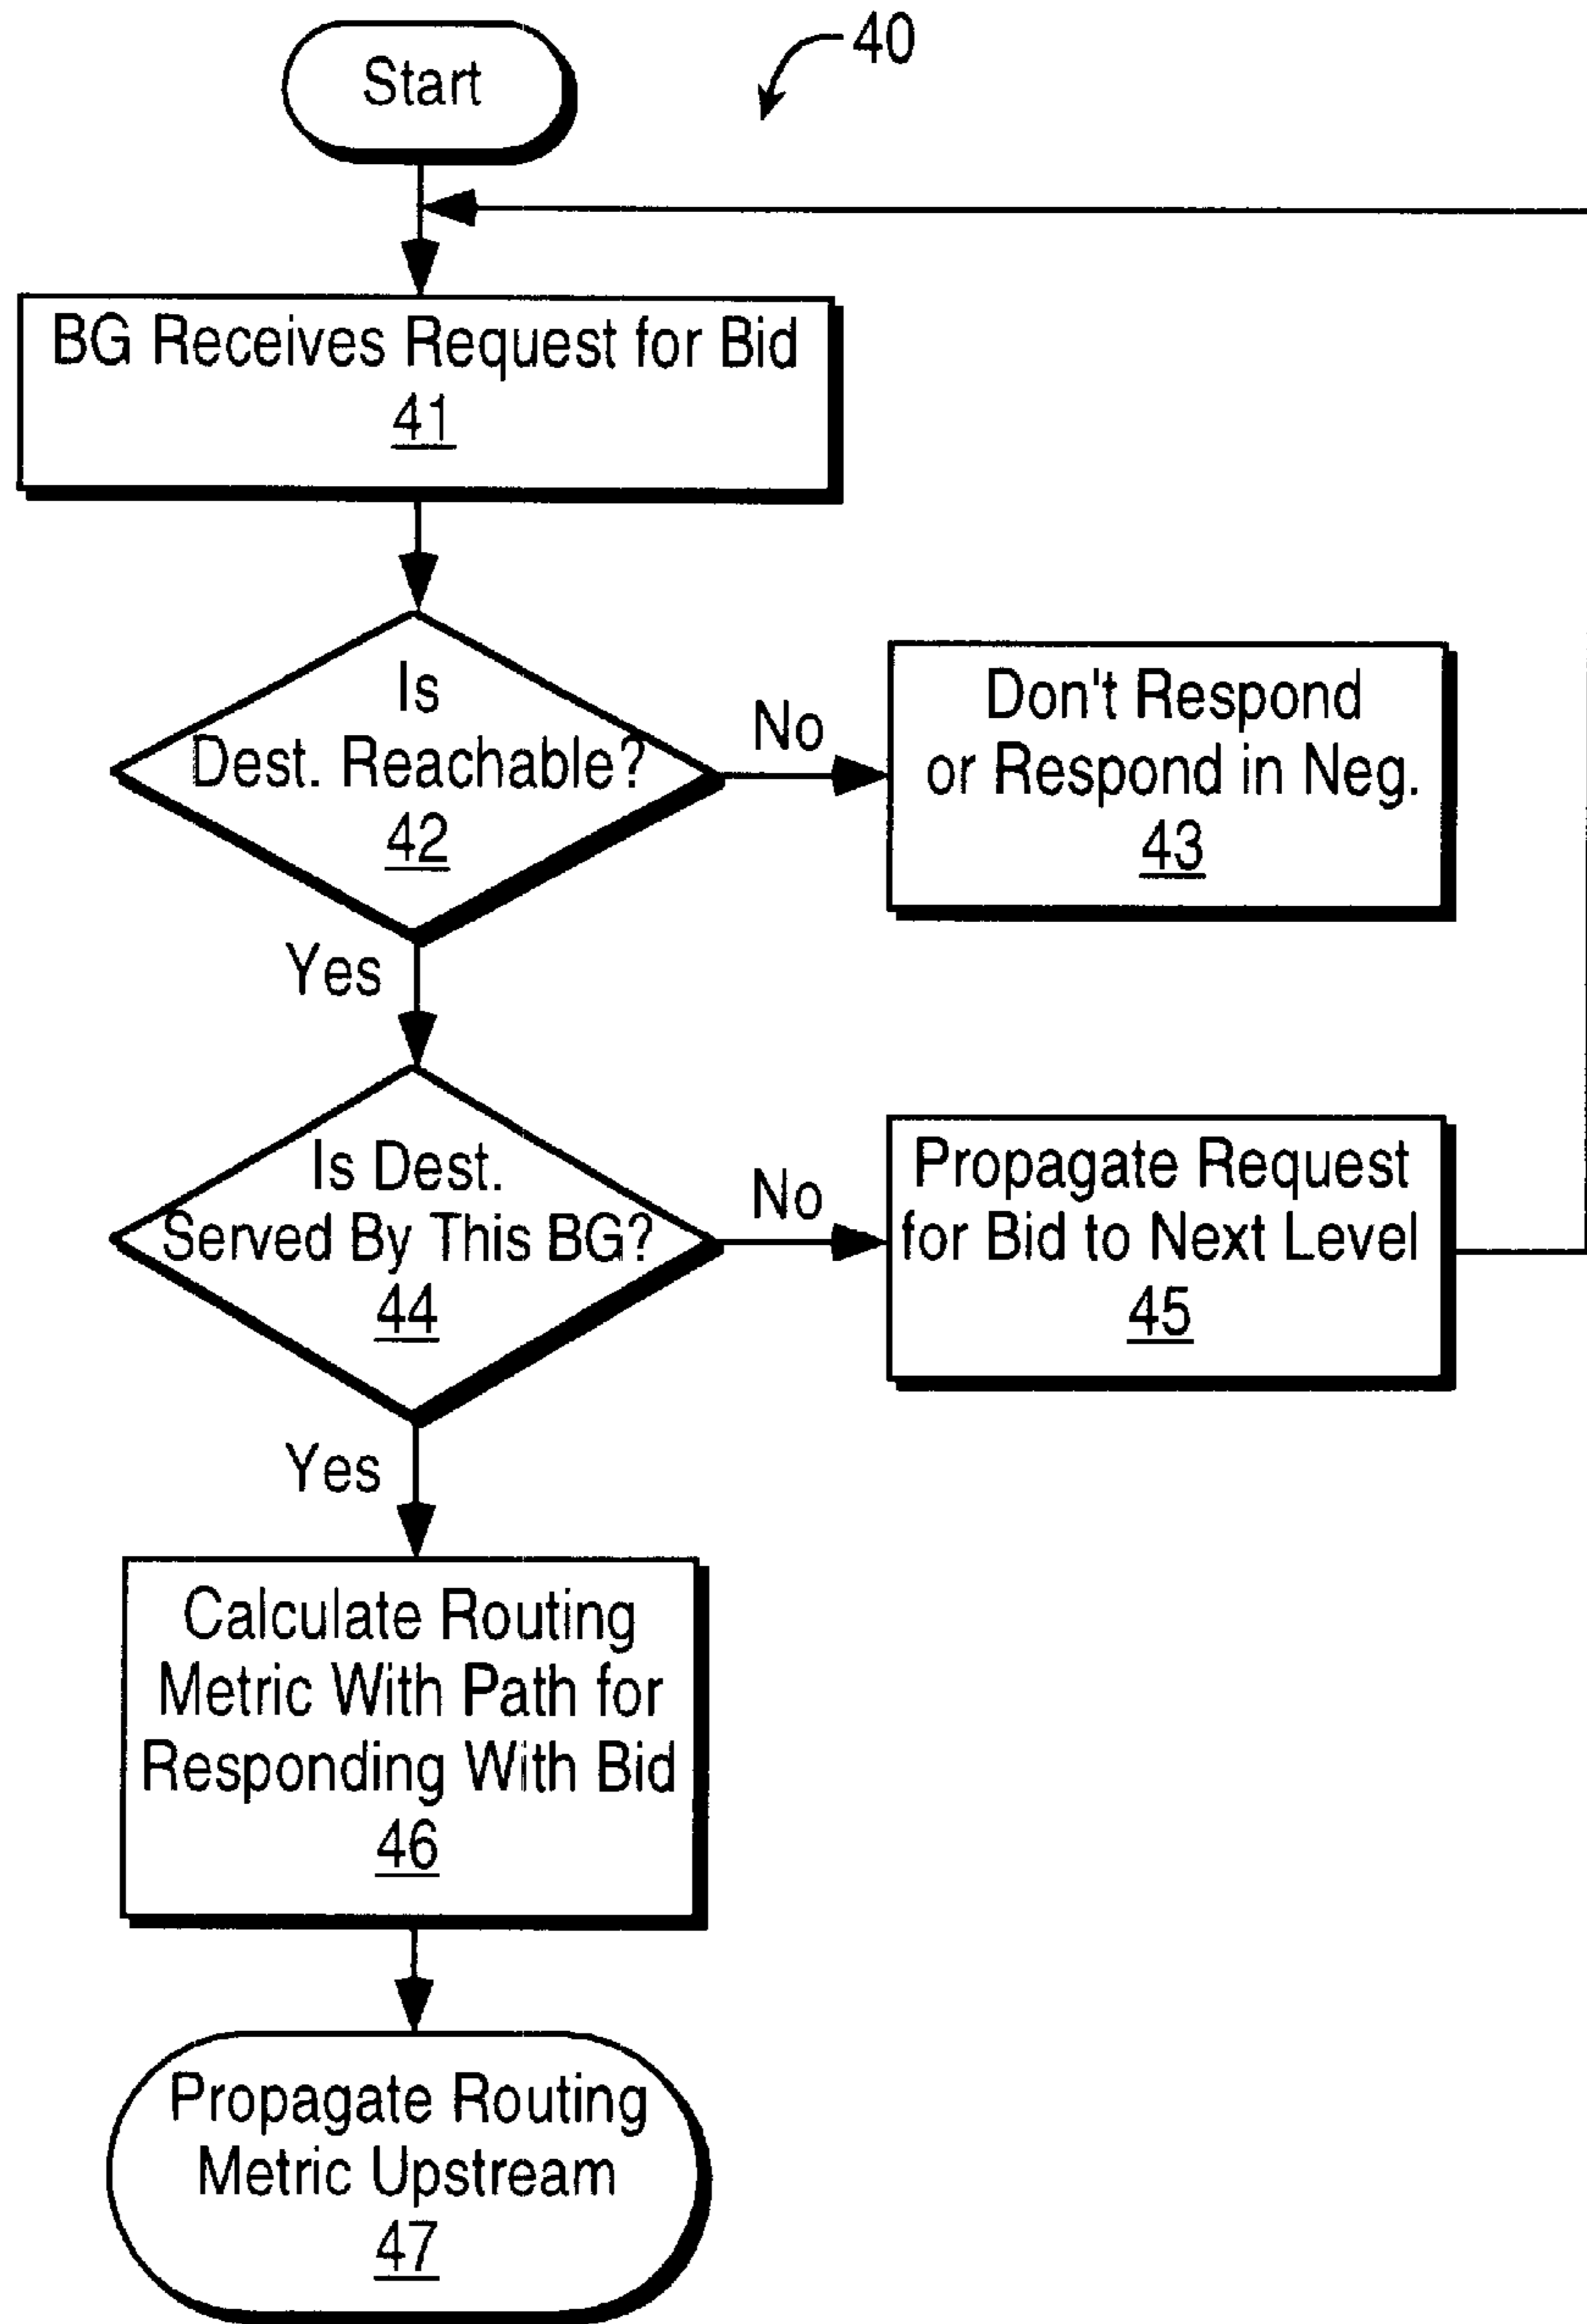 Start
40
BG Receives Request for Bid
41
Is
Dest. Reachable?
42
No
Don't Respond
or Respond in Neg.
43
Yes
Is Dest.
Served By This BG?
44
No
Propagate Request
for Bid to Next Level
45
Yes
Calculate Routing
Metric With Path for
Responding With Bid
46
Propagate Routing
Metric Upstream
47